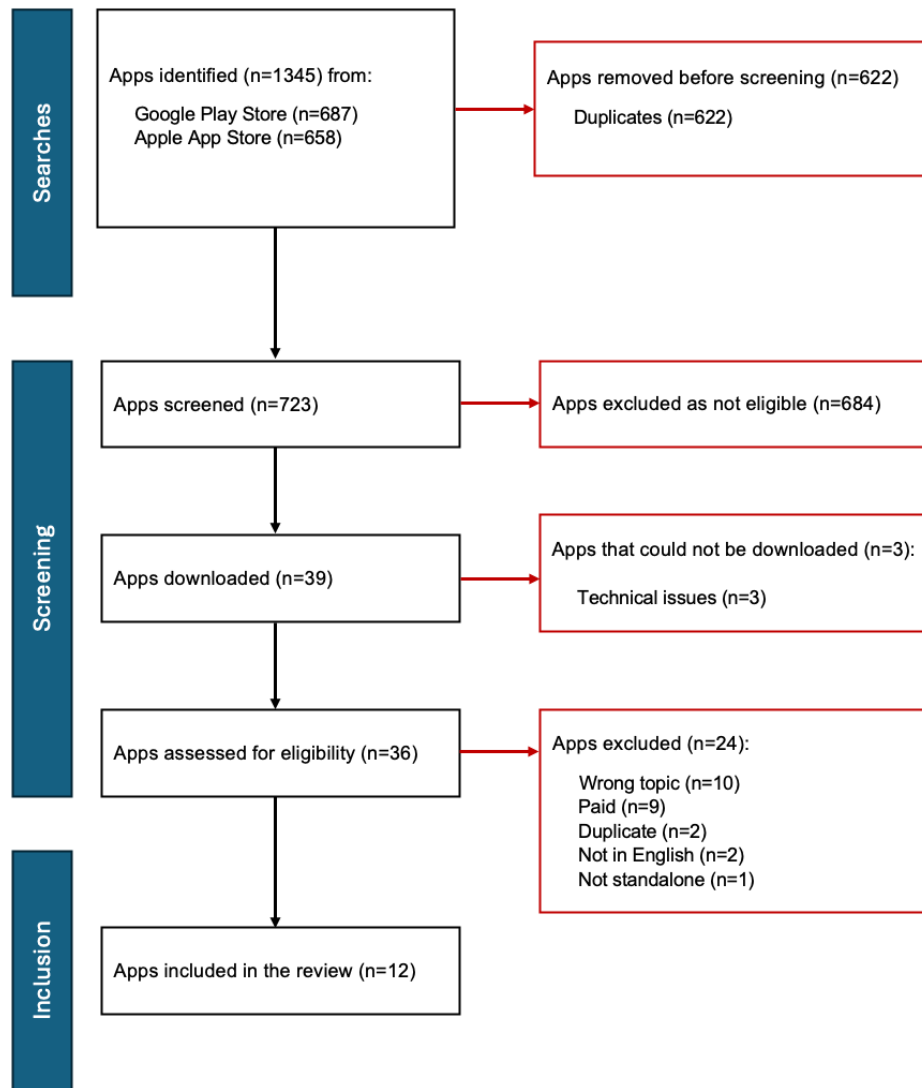 Searches
Apps identified (n=1345) from:
Google Play Store (n=687)
Apple App Store (n=658)
Apps removed before screening (n=622)
Duplicates (n=622)
Screening
Apps screened (n=723)
Apps excluded as not eligible (n=684)
Apps downloaded (n=39)
Apps that could not be downloaded (n=3):
Technical issues (n=3)
Apps assessed for eligibility (n=36)
Apps excluded (n=24):
Wrong topic (n=10)
Paid (n=9)
Duplicate (n=2)
Not in English (n=2)
Not standalone (n=1)
Inclusion
Apps included in the review (n=12)